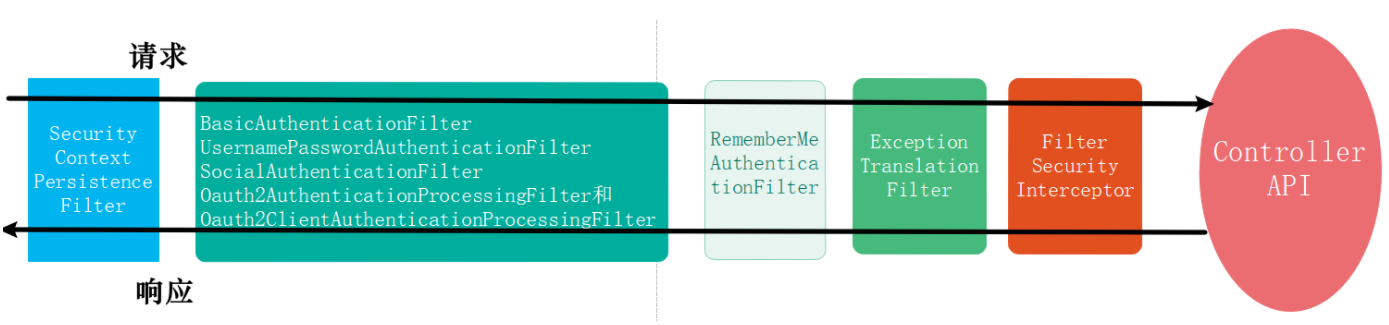 请求
Security
Context
Persistence
Filter
BasicAuthenticationFilter
UsernamePasswordAuthenticationFilter
SocialAuthenticationFilter
Oauth2AuthenticationProcessingFilter和
Oauth2ClientAuthenticationProcessingFilter
RememberMe
Authentica
tionFilter
Exception
Translation
Filter
Filter
Security
Interceptor
Controller
API
响应